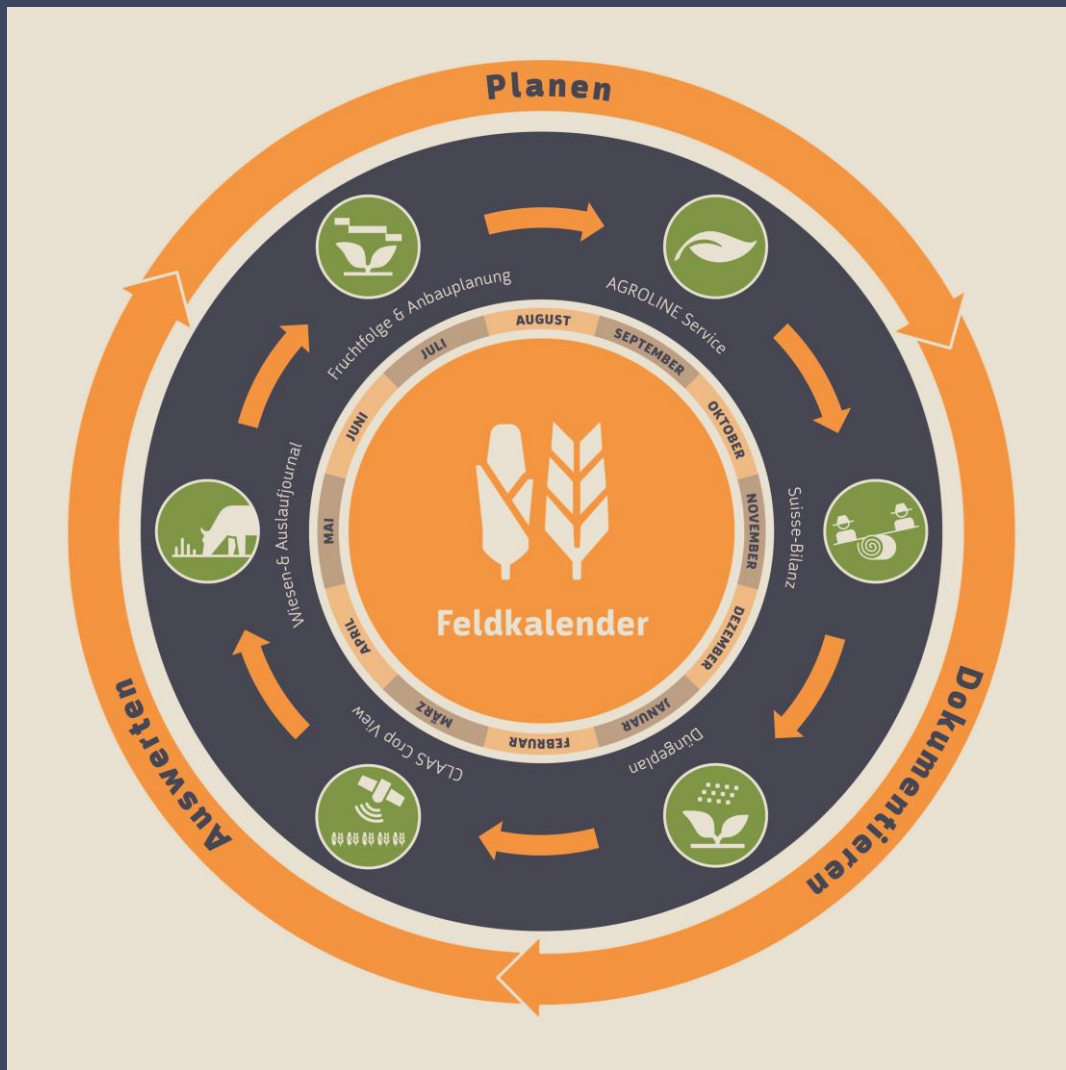 Planen
Dokumentieren
Auswerten
Fruchtfolge & Anbauplanung
AGROLINE Service
Suisse-Bilanz
Düngeplan
CLAAS Crop View
Wiesen-& Auslaufjournal
AUGUST
SEPTEMBER
OKTOBER
NOVEMBER
DEZEMBER
JANUAR
FEBRUAR
MÄRZ
APRIL
MAI
JUNI
JULI
Feldkalender